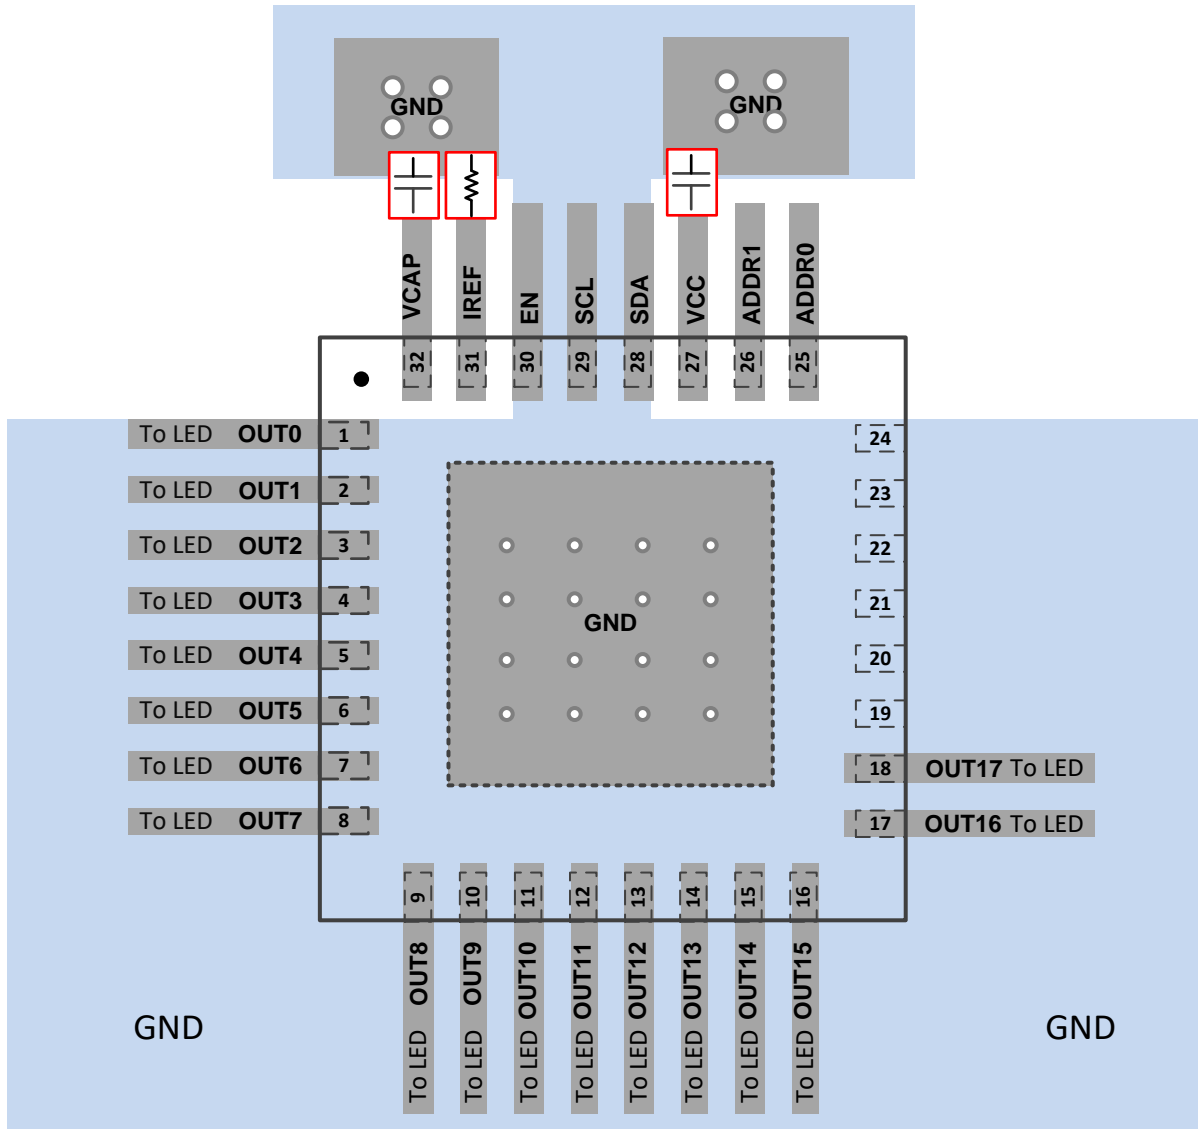 GND
GND
VCAP
IREF
EN
SCL
SDA
VCC
ADDR1
ADDR0
32
31
30
29
28
27
26
25
To LED OUT0 1
To LED OUT1 2
To LED OUT2 3
To LED OUT3 4
To LED OUT4 5
To LED OUT5 6
To LED OUT6 7
To LED OUT7 8
GND
24
23
22
21
20
19
18 OUT17 To LED
17 OUT16 To LED
9
10
11
12
13
14
15
16
To LED OUT8
To LED OUT9
To LED OUT10
To LED OUT11
To LED OUT12
To LED OUT13
To LED OUT14
To LED OUT15
GND
GND